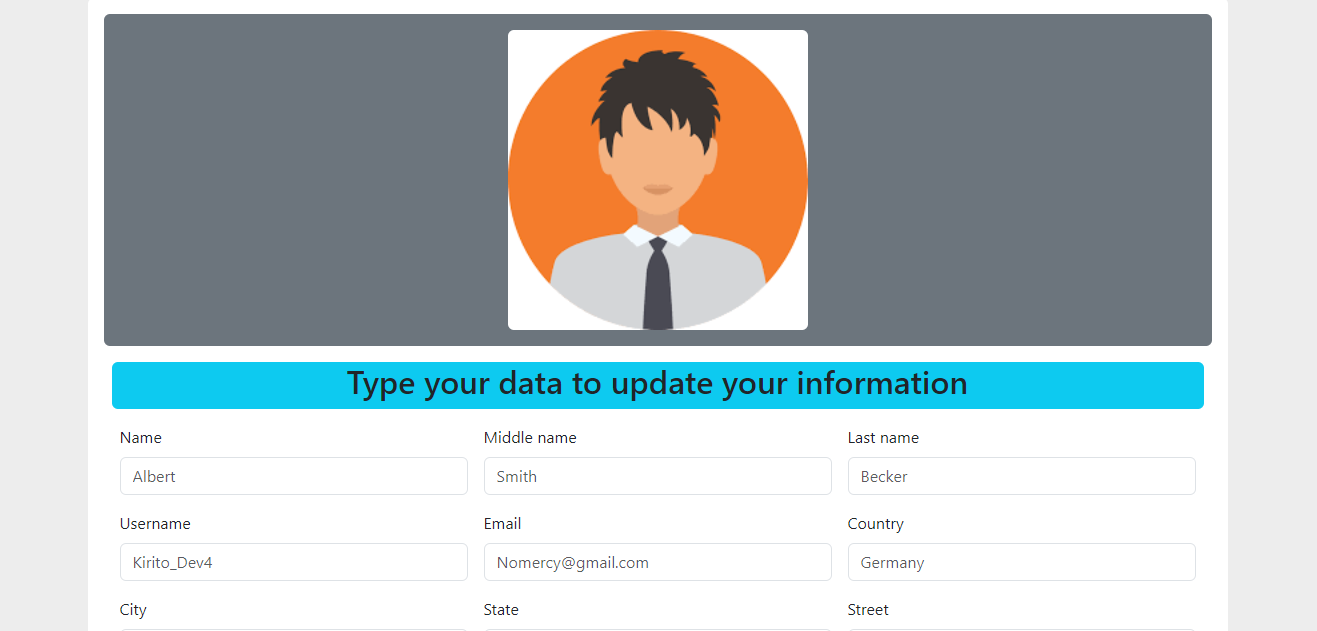 Type your data to update your information
Name Middle name Last name
Albert Smith Becker
Username Email Country
Kirito_Dev4 Nomercy@gmail.com Germany
City State Street